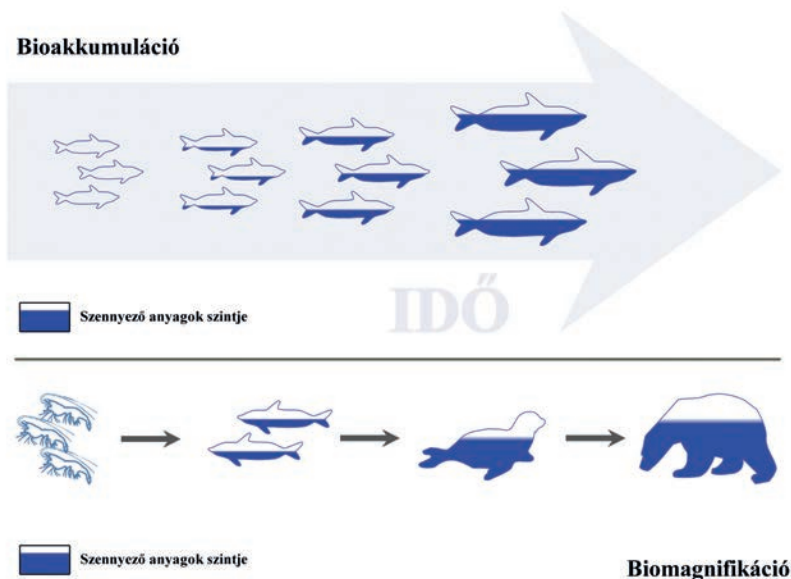 Bioakkumuláció
IDŐ
Szennyező anyagok szintje
Szennyező anyagok szintje
Biomagnifikáció